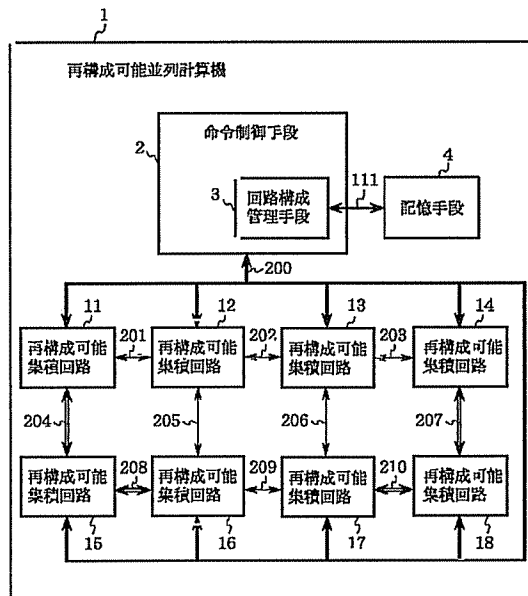 1
再構成可能並列計算機
命令制御手段
2
4
3
回路構成
管理手段
111
記憶手段
200
11
12
13
14
再構成可能
集積回路
201
再構成可能
集積回路
202
再構成可能
集積回路
203
再構成可能
集積回路
204
205
206
207
再構成可能
集積回路
208
再構成可能
集積回路
209
再構成可能
集積回路
210
再構成可能
集積回路
15
16
17
18